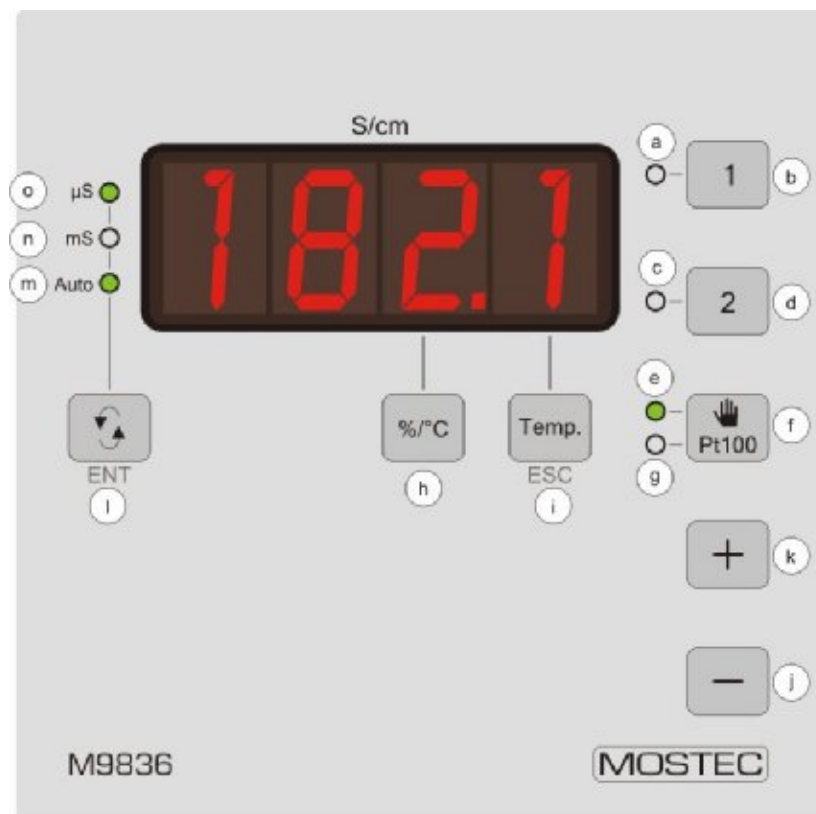 S/cm
a
o µS
n mS
m Auto
182.1
1 b
c
2 d
e
%/°C
Temp.
Pt100 f
g
ENT
ESC
h
l
i
+ k
− j
M9836
MOSTEC